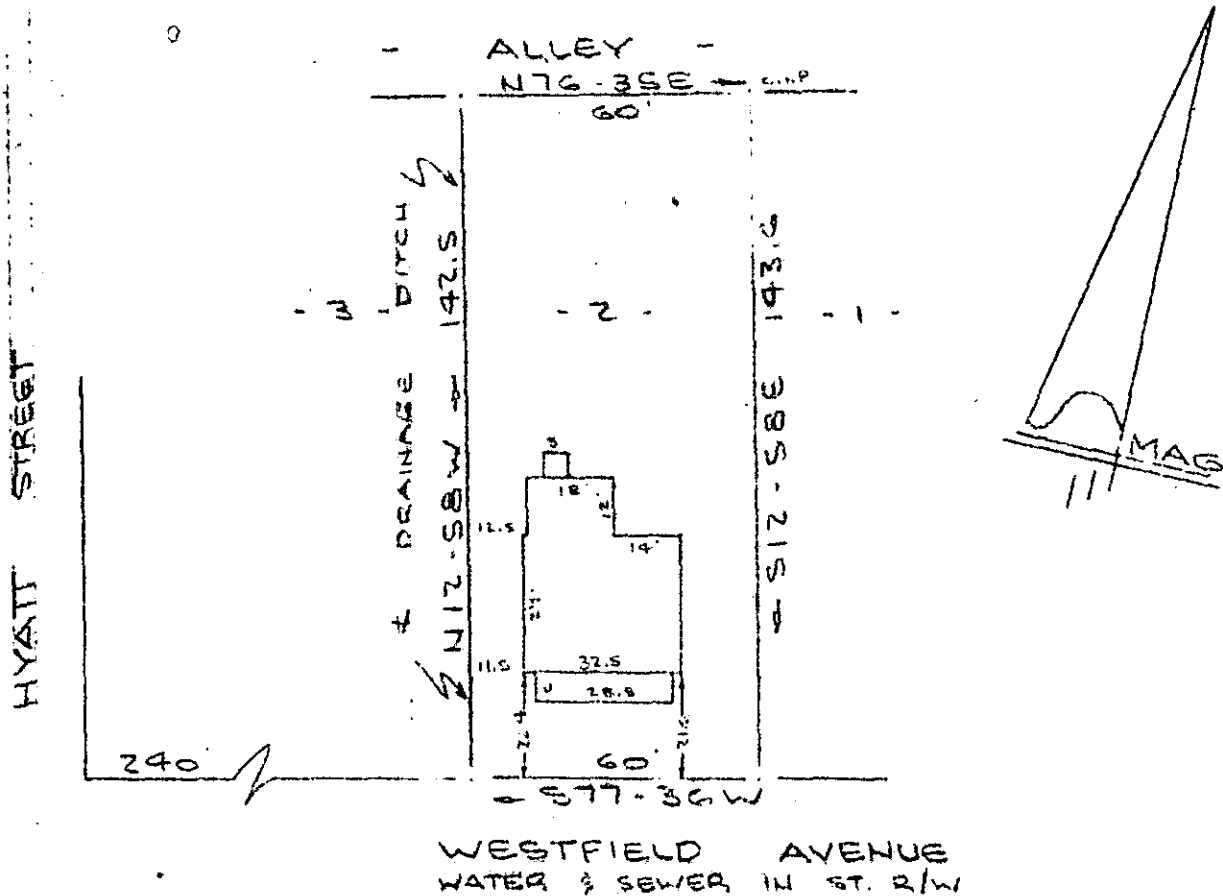 - ALLEY -
N76-35E
60'
HYATT STREET
DRAINAGE DITCH
N12-58W 142.5
S12-58E 143.6
- 3 -
- 2 -
- 1 -
MAG
18
12
12.5
14'
11.5
32.5
28.5
240'
60'
S77-36W
WESTFIELD AVENUE
WATER & SEWER IN ST. R/W